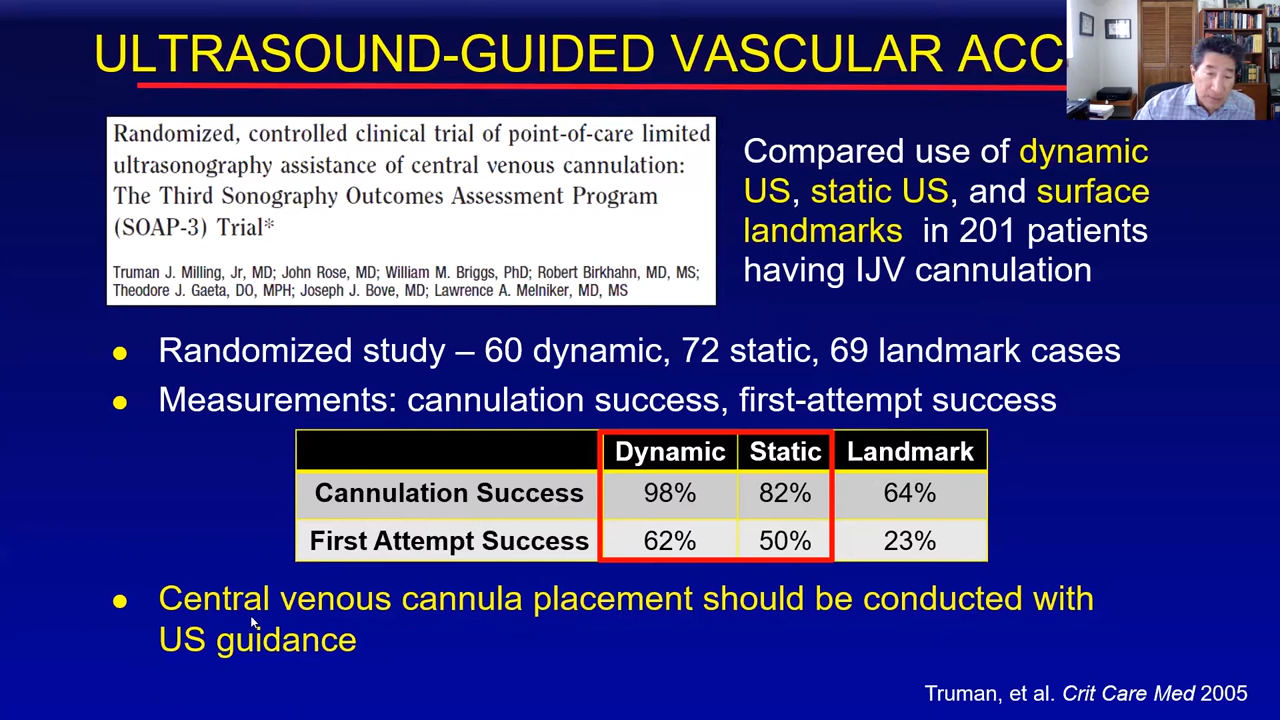 ULTRASOUND-GUIDED VASCULAR ACC
Randomized, controlled clinical trial of point-of-care limited
ultrasonography assistance of central venous cannulation:
The Third Sonography Outcomes Assessment Program
(SOAP-3) Trial*
Truman J. Milling, Jr, MD; John Rose, MD; William M. Briggs, PhD; Robert Birkhahn, MD, MS;
Theodore J. Gaeta, DO, MPH; Joseph J. Bove, MD; Lawrence A. Melniker, MD, MS
Compared use of dynamic
US, static US, and surface
landmarks in 201 patients
having IJV cannulation
● Randomized study – 60 dynamic, 72 static, 69 landmark cases
● Measurements: cannulation success, first-attempt success
Dynamic Static Landmark
Cannulation Success 98% 82% 64%
First Attempt Success 62% 50% 23%
● Central venous cannula placement should be conducted with
US guidance
Truman, et al. Crit Care Med 2005